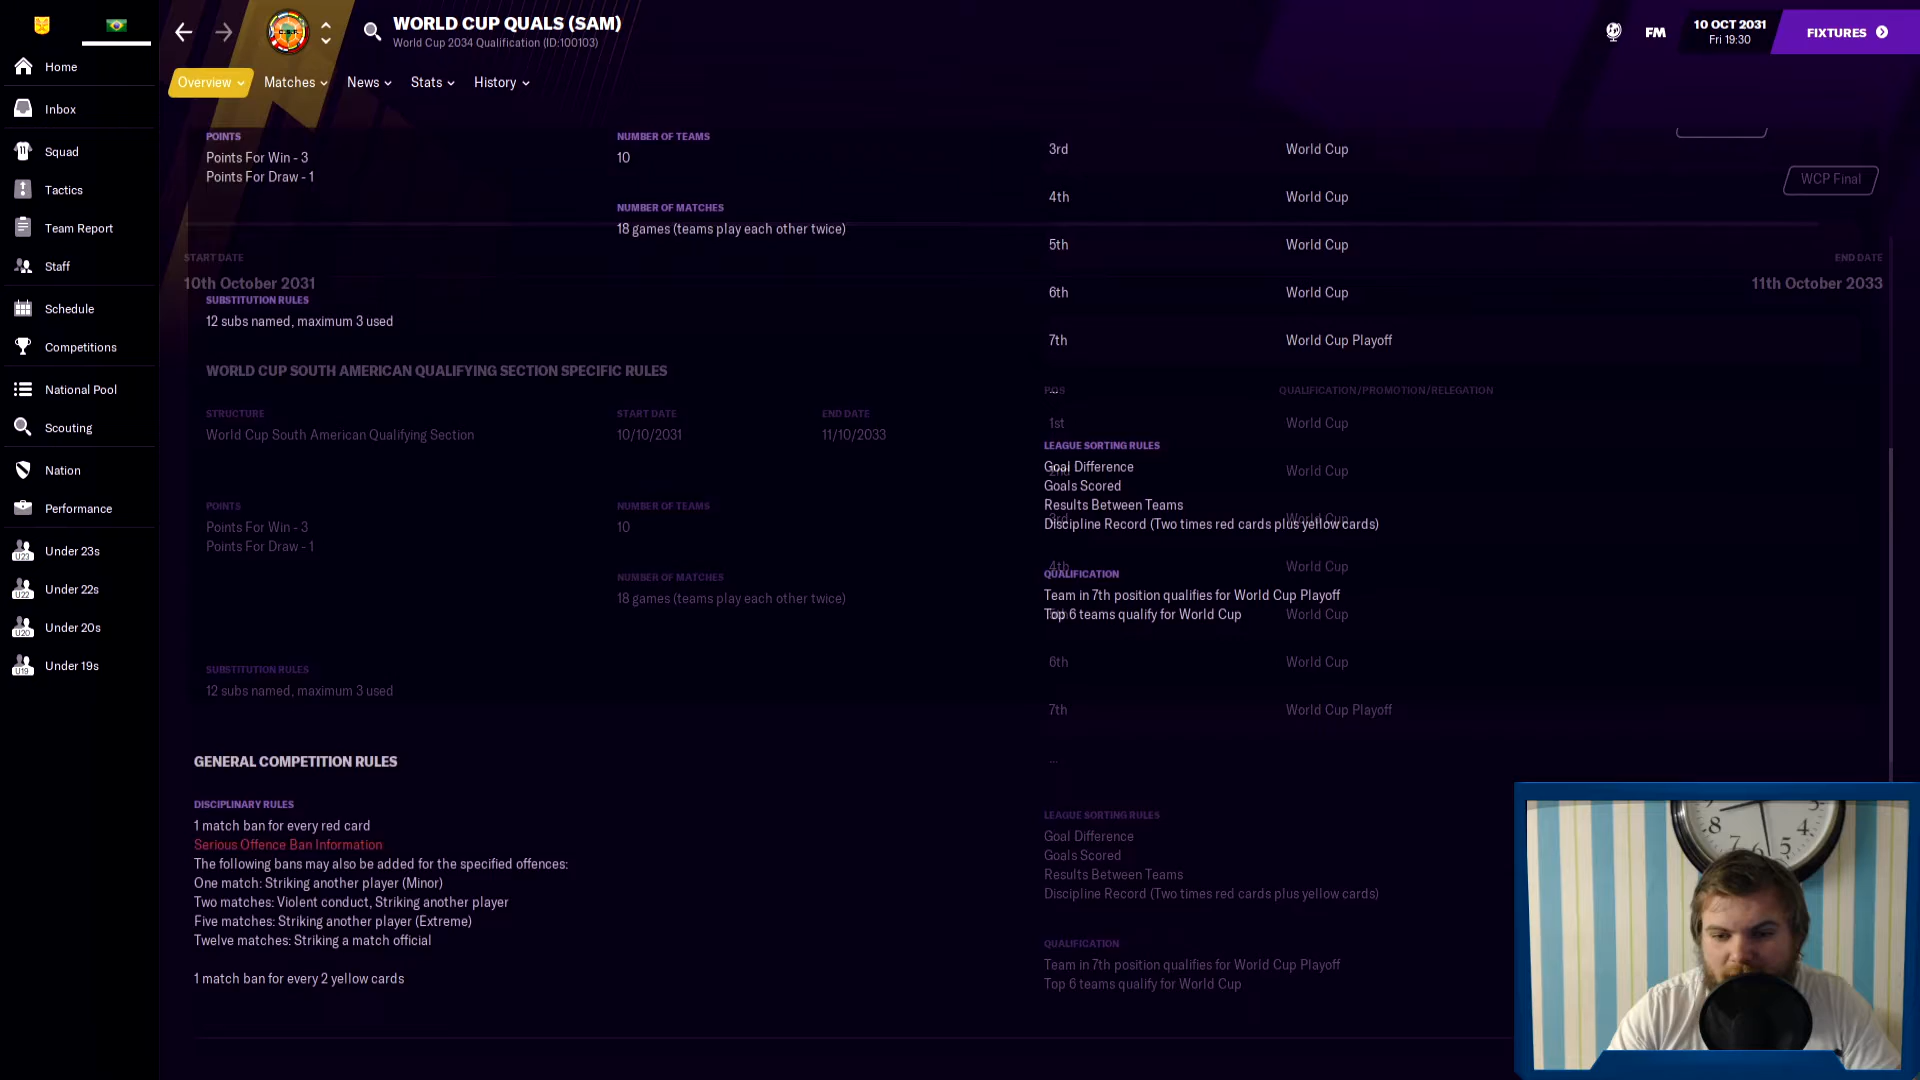 WORLD CUP QUALS (SAM)
World Cup 2034 Qualification (ID:100103)
FM
10 OCT 2031
Fri 19:30
FIXTURES
Overview
Matches
News
Stats
History
Home
Inbox
Squad
Tactics
Team Report
Staff
Schedule
Competitions
National Pool
Scouting
Nation
Performance
U23
Under 23s
U22
Under 22s
U20
Under 20s
U19
Under 19s
POINTS
Points For Win - 3
Points For Draw - 1
NUMBER OF TEAMS
10
NUMBER OF MATCHES
18 games (teams play each other twice)
START DATE
10th October 2031
END DATE
11th October 2033
SUBSTITUTION RULES
12 subs named, maximum 3 used
WORLD CUP SOUTH AMERICAN QUALIFYING SECTION SPECIFIC RULES
STRUCTURE
World Cup South American Qualifying Section
START DATE
10/10/2031
END DATE
11/10/2033
POINTS
Points For Win - 3
Points For Draw - 1
NUMBER OF TEAMS
10
NUMBER OF MATCHES
18 games (teams play each other twice)
SUBSTITUTION RULES
12 subs named, maximum 3 used
GENERAL COMPETITION RULES
DISCIPLINARY RULES
1 match ban for every red card
Serious Offence Ban Information
The following bans may also be added for the specified offences:
One match: Striking another player (Minor)
Two matches: Violent conduct, Striking another player
Five matches: Striking another player (Extreme)
Twelve matches: Striking a match official
1 match ban for every 2 yellow cards
3rd World Cup
4th World Cup
5th World Cup
6th World Cup
7th World Cup Playoff
...
WCP Final
POS QUALIFICATION/PROMOTION/RELEGATION
1st World Cup
2nd World Cup
3rd World Cup
4th World Cup
5th World Cup
6th World Cup
7th World Cup Playoff
...
LEAGUE SORTING RULES
Goal Difference
Goals Scored
Results Between Teams
Discipline Record (Two times red cards plus yellow cards)
QUALIFICATION
Team in 7th position qualifies for World Cup Playoff
Top 6 teams qualify for World Cup
LEAGUE SORTING RULES
Goal Difference
Goals Scored
Results Between Teams
Discipline Record (Two times red cards plus yellow cards)
QUALIFICATION
Team in 7th position qualifies for World Cup Playoff
Top 6 teams qualify for World Cup
8
7
6
5
4